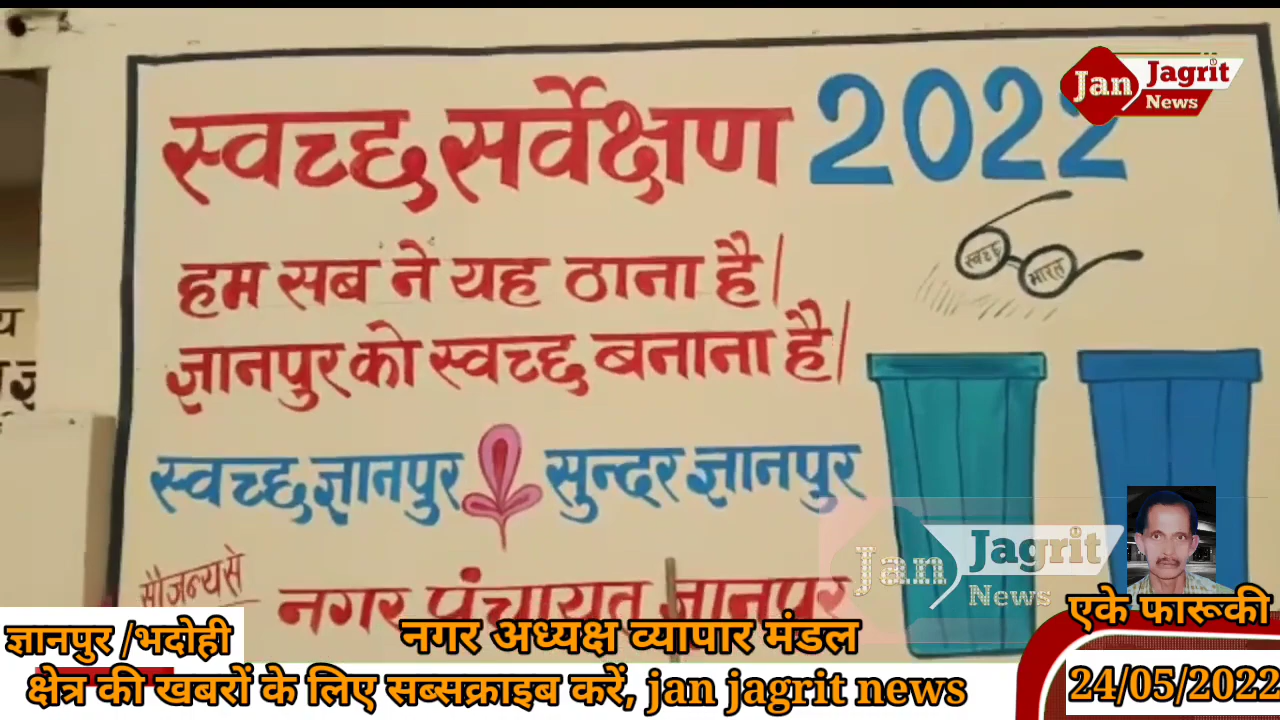 स्वच्छ सर्वेक्षण 2022
हम सब ने यह ठाना है।
ज्ञानपुर को स्वच्छ बनाना है।
स्वच्छ भारत
स्वच्छ ज्ञानपुर सुन्दर ज्ञानपुर
सौजन्य से
नगर पंचायत ज्ञानपुर
Jan Jagrit News
Jan Jagrit News
एके फारूकी
ज्ञानपुर /भदोही
नगर अध्यक्ष व्यापार मंडल
क्षेत्र की खबरों के लिए सब्सक्राइब करें, jan jagrit news
24/05/2022